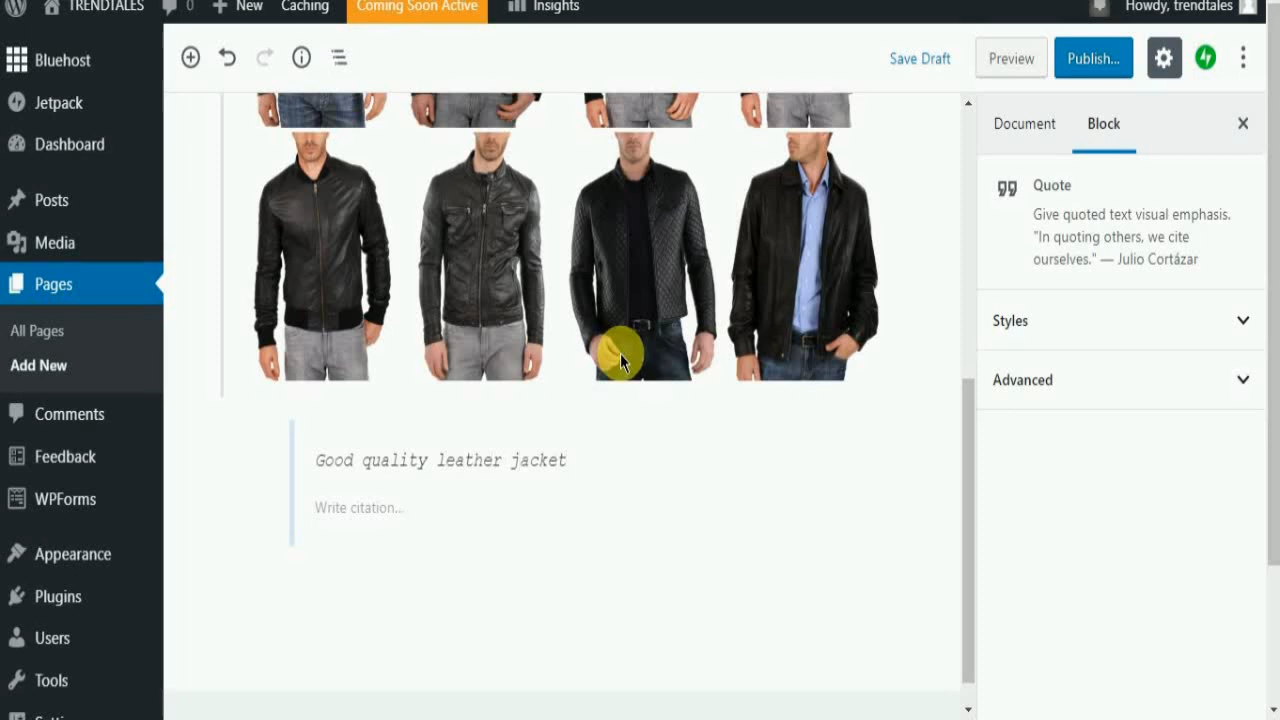 TRENDTALES 0 New Caching Coming Soon Active Insights Howdy, trendtales
Bluehost
Jetpack
Dashboard
Posts
Media
Pages
All Pages
Add New
Comments
Feedback
WPForms
Appearance
Plugins
Users
Tools
Save Draft Preview Publish...
Good quality leather jacket
Write citation...
Document Block
Quote
Give quoted text visual emphasis.
"In quoting others, we cite
ourselves." — Julio Cortázar
Styles
Advanced